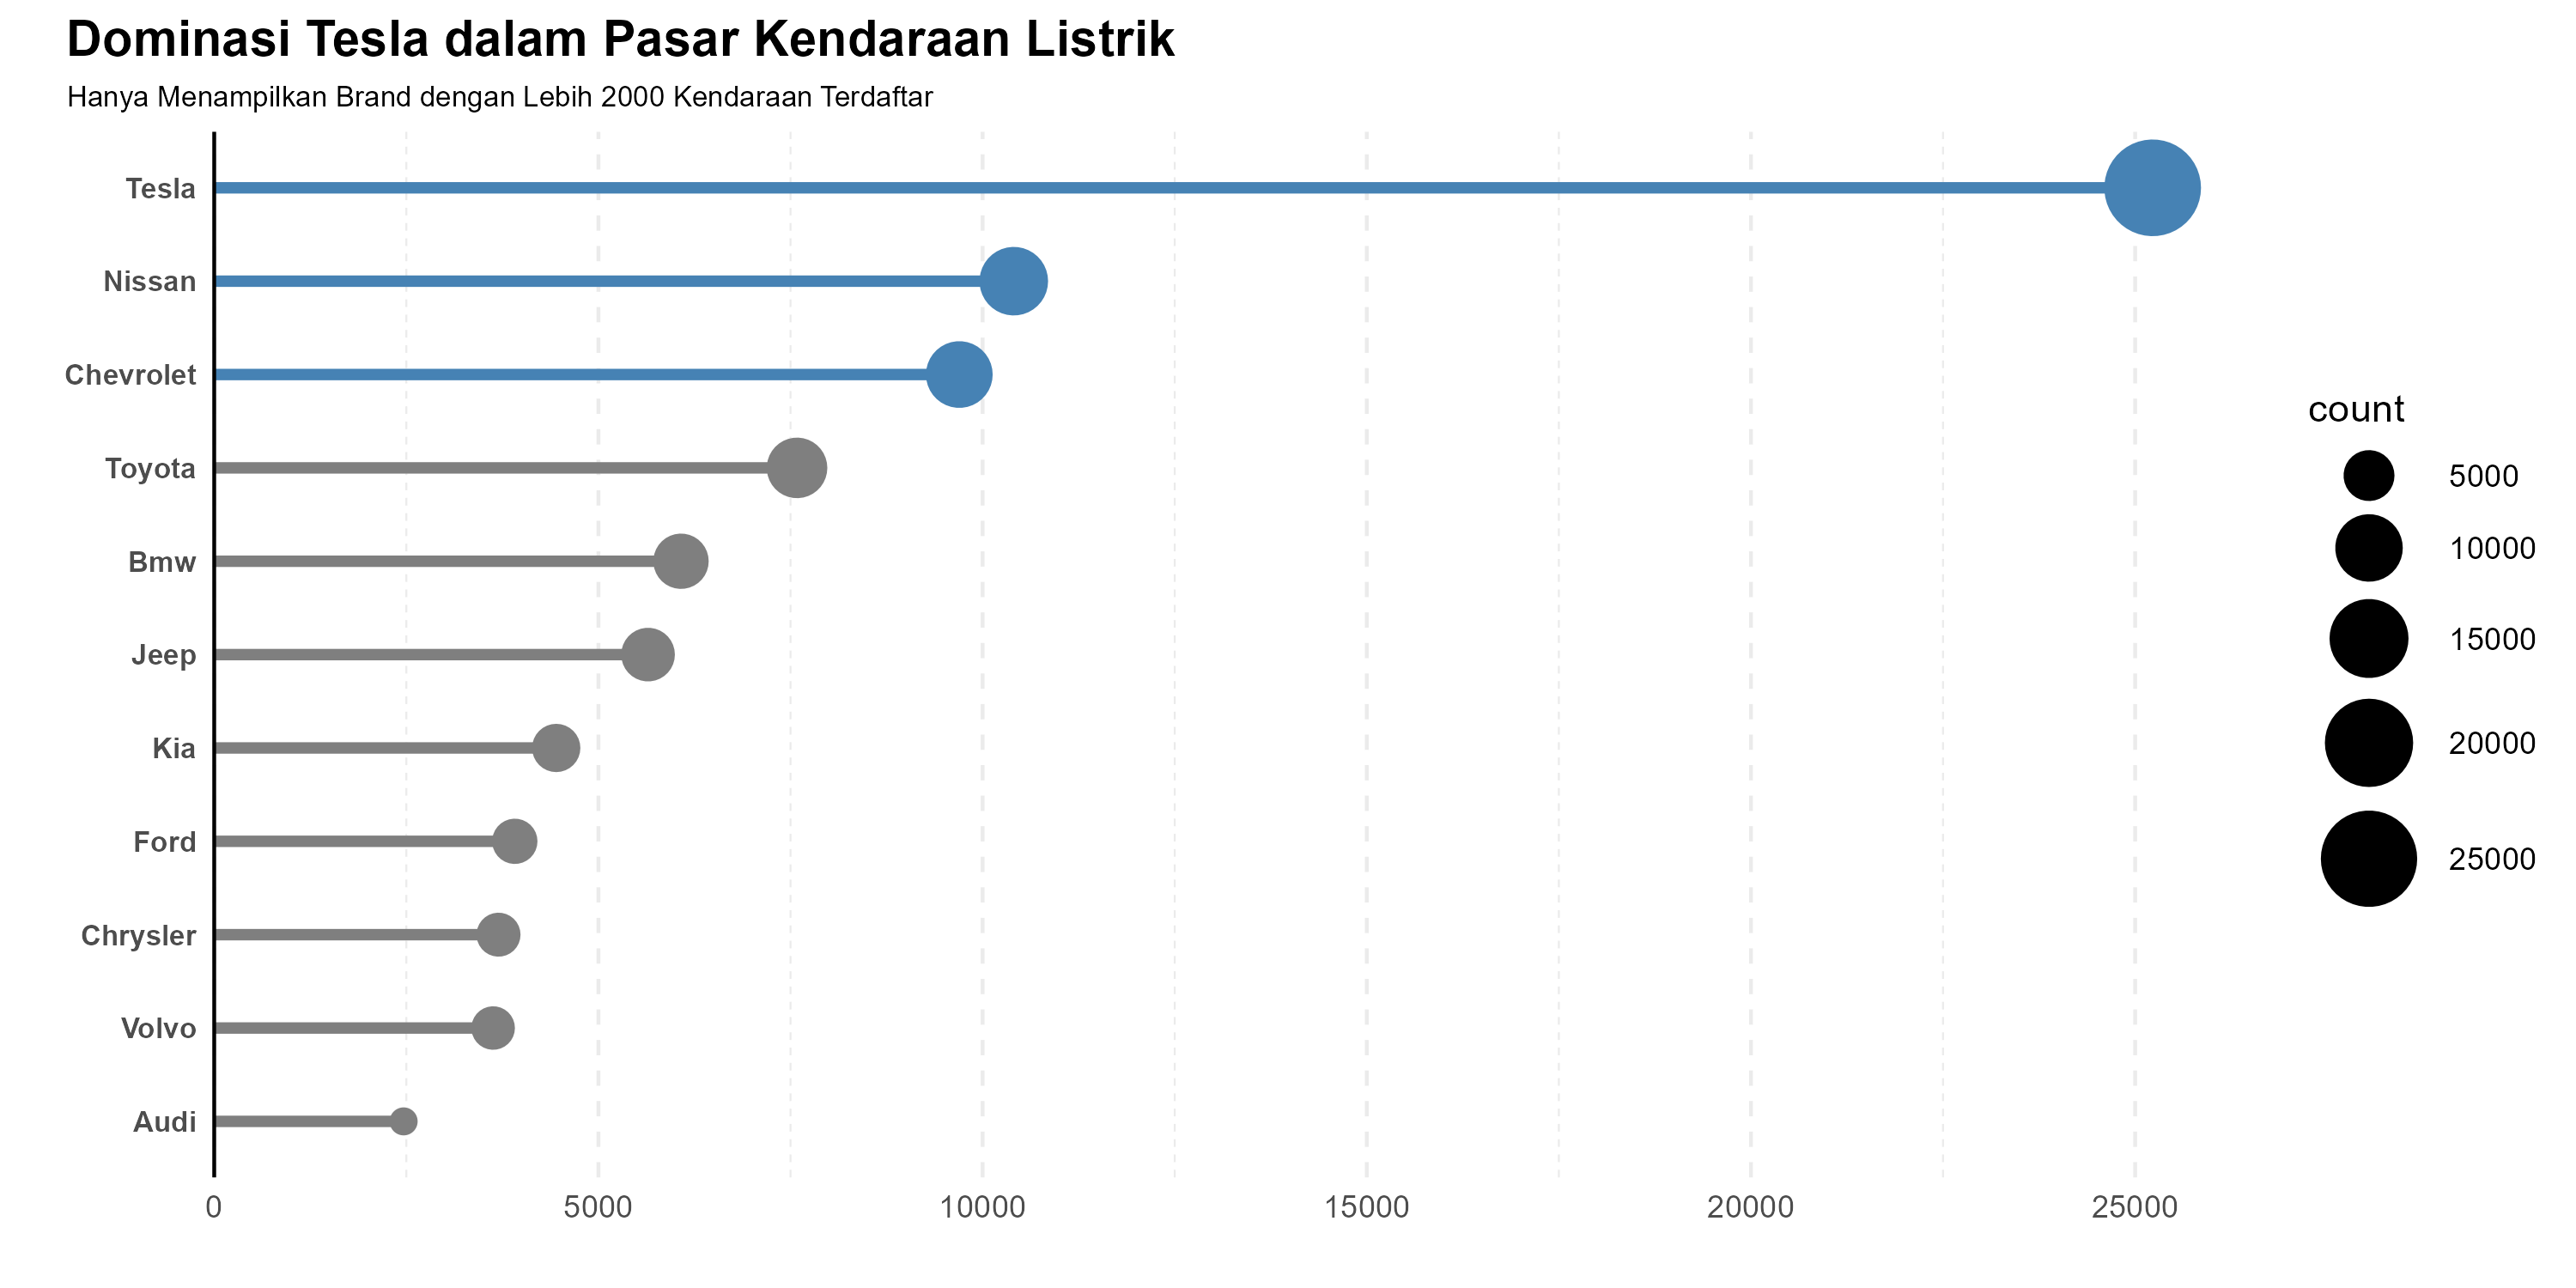 Dominasi Tesla dalam Pasar Kendaraan Listrik
Hanya Menampilkan Brand dengan Lebih 2000 Kendaraan Terdaftar
Tesla
Nissan
Chevrolet
Toyota
Bmw
Jeep
Kia
Ford
Chrysler
Volvo
Audi
0 5000 10000 15000 20000 25000
count
5000
10000
15000
20000
25000